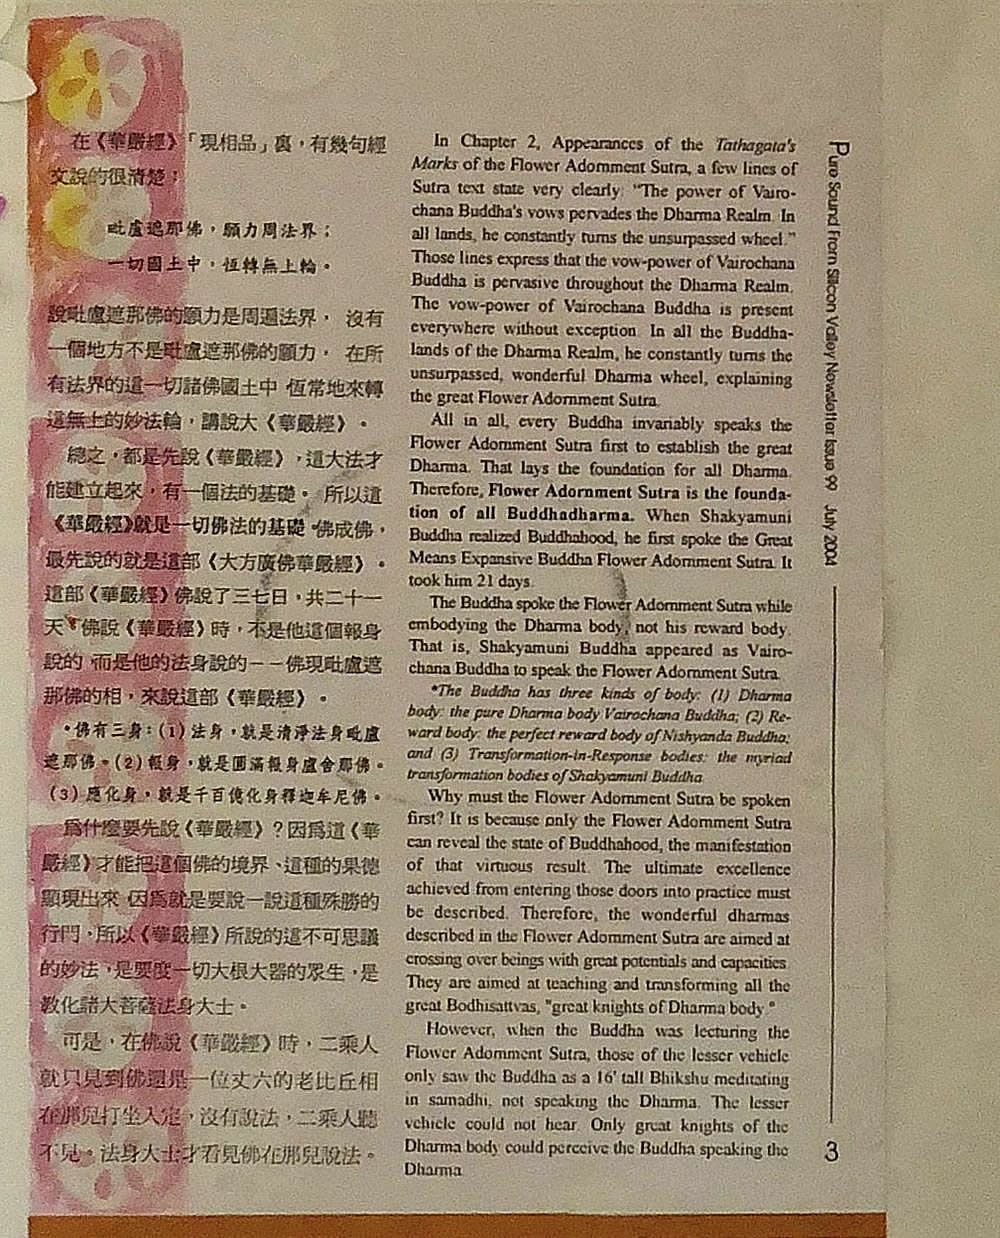 在《華嚴經》「現相品」裏，有幾句經
文說的很清楚：
毗盧遮那佛，願力周法界；
一切國土中，恆轉無上輪。
說毗盧遮那佛的願力是周遍法界， 沒有
一個地方不是毗盧遮那佛的願力， 在所
有法界的這一切諸佛國土中，恆常地來轉
這無上的妙法輪，講說大《華嚴經》。
總之，都是先說《華嚴經》，這大法才
能建立起來，有一個法的基礎。 所以這
《華嚴經》就是一切佛法的基礎，佛成佛，
最先說的就是這部《大方廣佛華嚴經》。
這部《華嚴經》佛說了三七日，共二十一
天。佛說《華嚴經》時，不是他這個報身
說的，而是他的法身說的－－佛現毗盧遮
那佛的相，來說這部《華嚴經》。
*佛有三身：(1) 法身，就是清淨法身毗盧
遮那佛。(2) 報身，就是圓滿報身盧舍那佛。
(3) 應化身，就是千百億化身釋迦牟尼佛。
爲什麼要先說《華嚴經》？因爲這《華
嚴經》才能把這個佛的境界、這種的果德
顯現出來，因爲就是要說一說這種殊勝的
行門，所以《華嚴經》所說的這不可思議
的妙法，是要度一切大根大器的眾生，是
教化諸大菩薩法身大士。
可是，在佛說《華嚴經》時，二乘人
就只見到佛還是一位丈六的老比丘相
在那兒打坐入定，沒有說法，二乘人聽
不見。法身大士才看見佛在那兒說法。
In Chapter 2, Appearances of the Tathagata's
Marks of the Flower Adornment Sutra, a few lines of
Sutra text state very clearly: “The power of Vairo-
chana Buddha's vows pervades the Dharma Realm. In
all lands, he constantly turns the unsurpassed wheel.”
Those lines express that the vow-power of Vairochana
Buddha is pervasive throughout the Dharma Realm.
The vow-power of Vairochana Buddha is present
everywhere without exception. In all the Buddha-
lands of the Dharma Realm, he constantly turns the
unsurpassed, wonderful Dharma wheel, explaining
the great Flower Adornment Sutra.
All in all, every Buddha invariably speaks the
Flower Adornment Sutra first to establish the great
Dharma. That lays the foundation for all Dharma.
Therefore, Flower Adornment Sutra is the founda-
tion of all Buddhadharma. When Shakyamuni
Buddha realized Buddhahood, he first spoke the Great
Means Expansive Buddha Flower Adornment Sutra. It
took him 21 days.
The Buddha spoke the Flower Adornment Sutra while
embodying the Dharma body, not his reward body.
That is, Shakyamuni Buddha appeared as Vairo-
chana Buddha to speak the Flower Adornment Sutra.
*The Buddha has three kinds of body: (1) Dharma
body: the pure Dharma body Vairochana Buddha; (2) Re-
ward body: the perfect reward body of Nishyanda Buddha;
and (3) Transformation-in-Response bodies: the myriad
transformation bodies of Shakyamuni Buddha.
Why must the Flower Adornment Sutra be spoken
first? It is because only the Flower Adornment Sutra
can reveal the state of Buddhahood, the manifestation
of that virtuous result. The ultimate excellence
achieved from entering those doors into practice must
be described. Therefore, the wonderful dharmas
described in the Flower Adornment Sutra are aimed at
crossing over beings with great potentials and capacities.
They are aimed at teaching and transforming all the
great Bodhisattvas, "great knights of Dharma body."
However, when the Buddha was lecturing the
Flower Adornment Sutra, those of the lesser vehicle
only saw the Buddha as a 16' tall Bhikshu meditating
in samadhi, not speaking the Dharma. The lesser
vehicle could not hear. Only great knights of the
Dharma body could perceive the Buddha speaking the
Dharma.
Pure Sound From Silicon Valley Newsletter Issue 99 July 2004
3